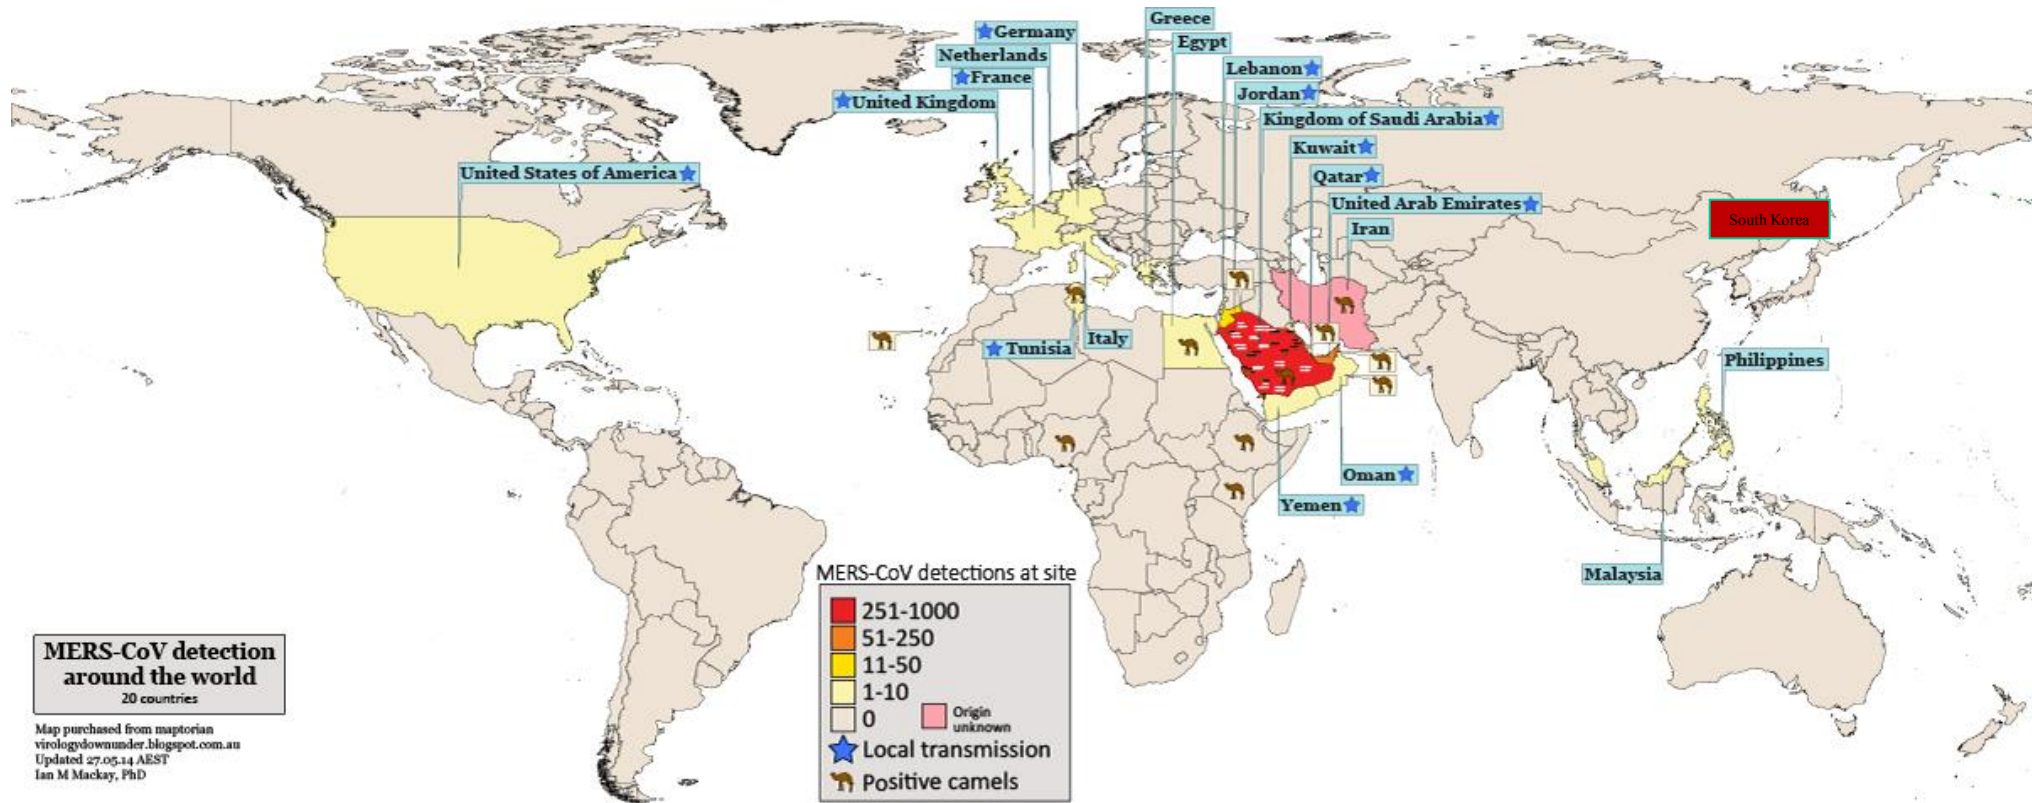 Greece
Germany
Egypt
Netherlands
Lebanon
France
Jordan
United Kingdom
Kingdom of Saudi Arabia
Kuwait
United States of America
Qatar
United Arab Emirates
South Korea
Iran
Italy
Tunisia
Philippines
Oman
Yemen
Malaysia
MERS-CoV detections at site
251-1000
51-250
11-50
1-10
0
Origin
unknown
Local transmission
Positive camels
MERS-CoV detection
around the world
20 countries
Map purchased from maptorian
virologydownunder.blogspot.com.au
Updated 27.05.14 AEST
Ian M Mackay, PhD